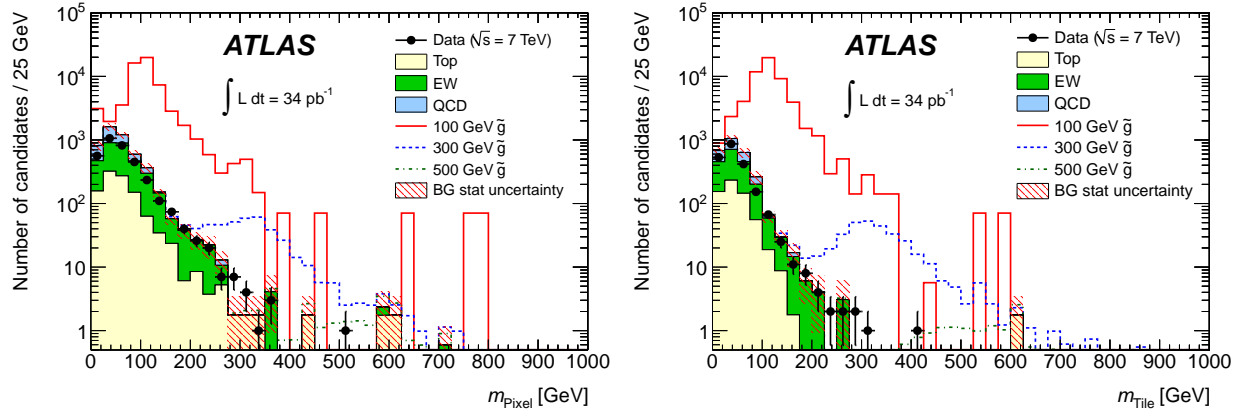 Number of candidates / 25 GeV
10⁵
10⁴
10³
10²
10
1
ATLAS
∫ L dt = 34 pb⁻¹
Data (√s = 7 TeV)
Top
EW
QCD
100 GeV g̃
300 GeV g̃
500 GeV g̃
BG stat uncertainty
0 100 200 300 400 500 600 700 800 900 1000
m_Pixel [GeV]
Number of candidates / 25 GeV
10⁵
10⁴
10³
10²
10
1
ATLAS
∫ L dt = 34 pb⁻¹
Data (√s = 7 TeV)
Top
EW
QCD
100 GeV g̃
300 GeV g̃
500 GeV g̃
BG stat uncertainty
0 100 200 300 400 500 600 700 800 900 1000
m_Tile [GeV]